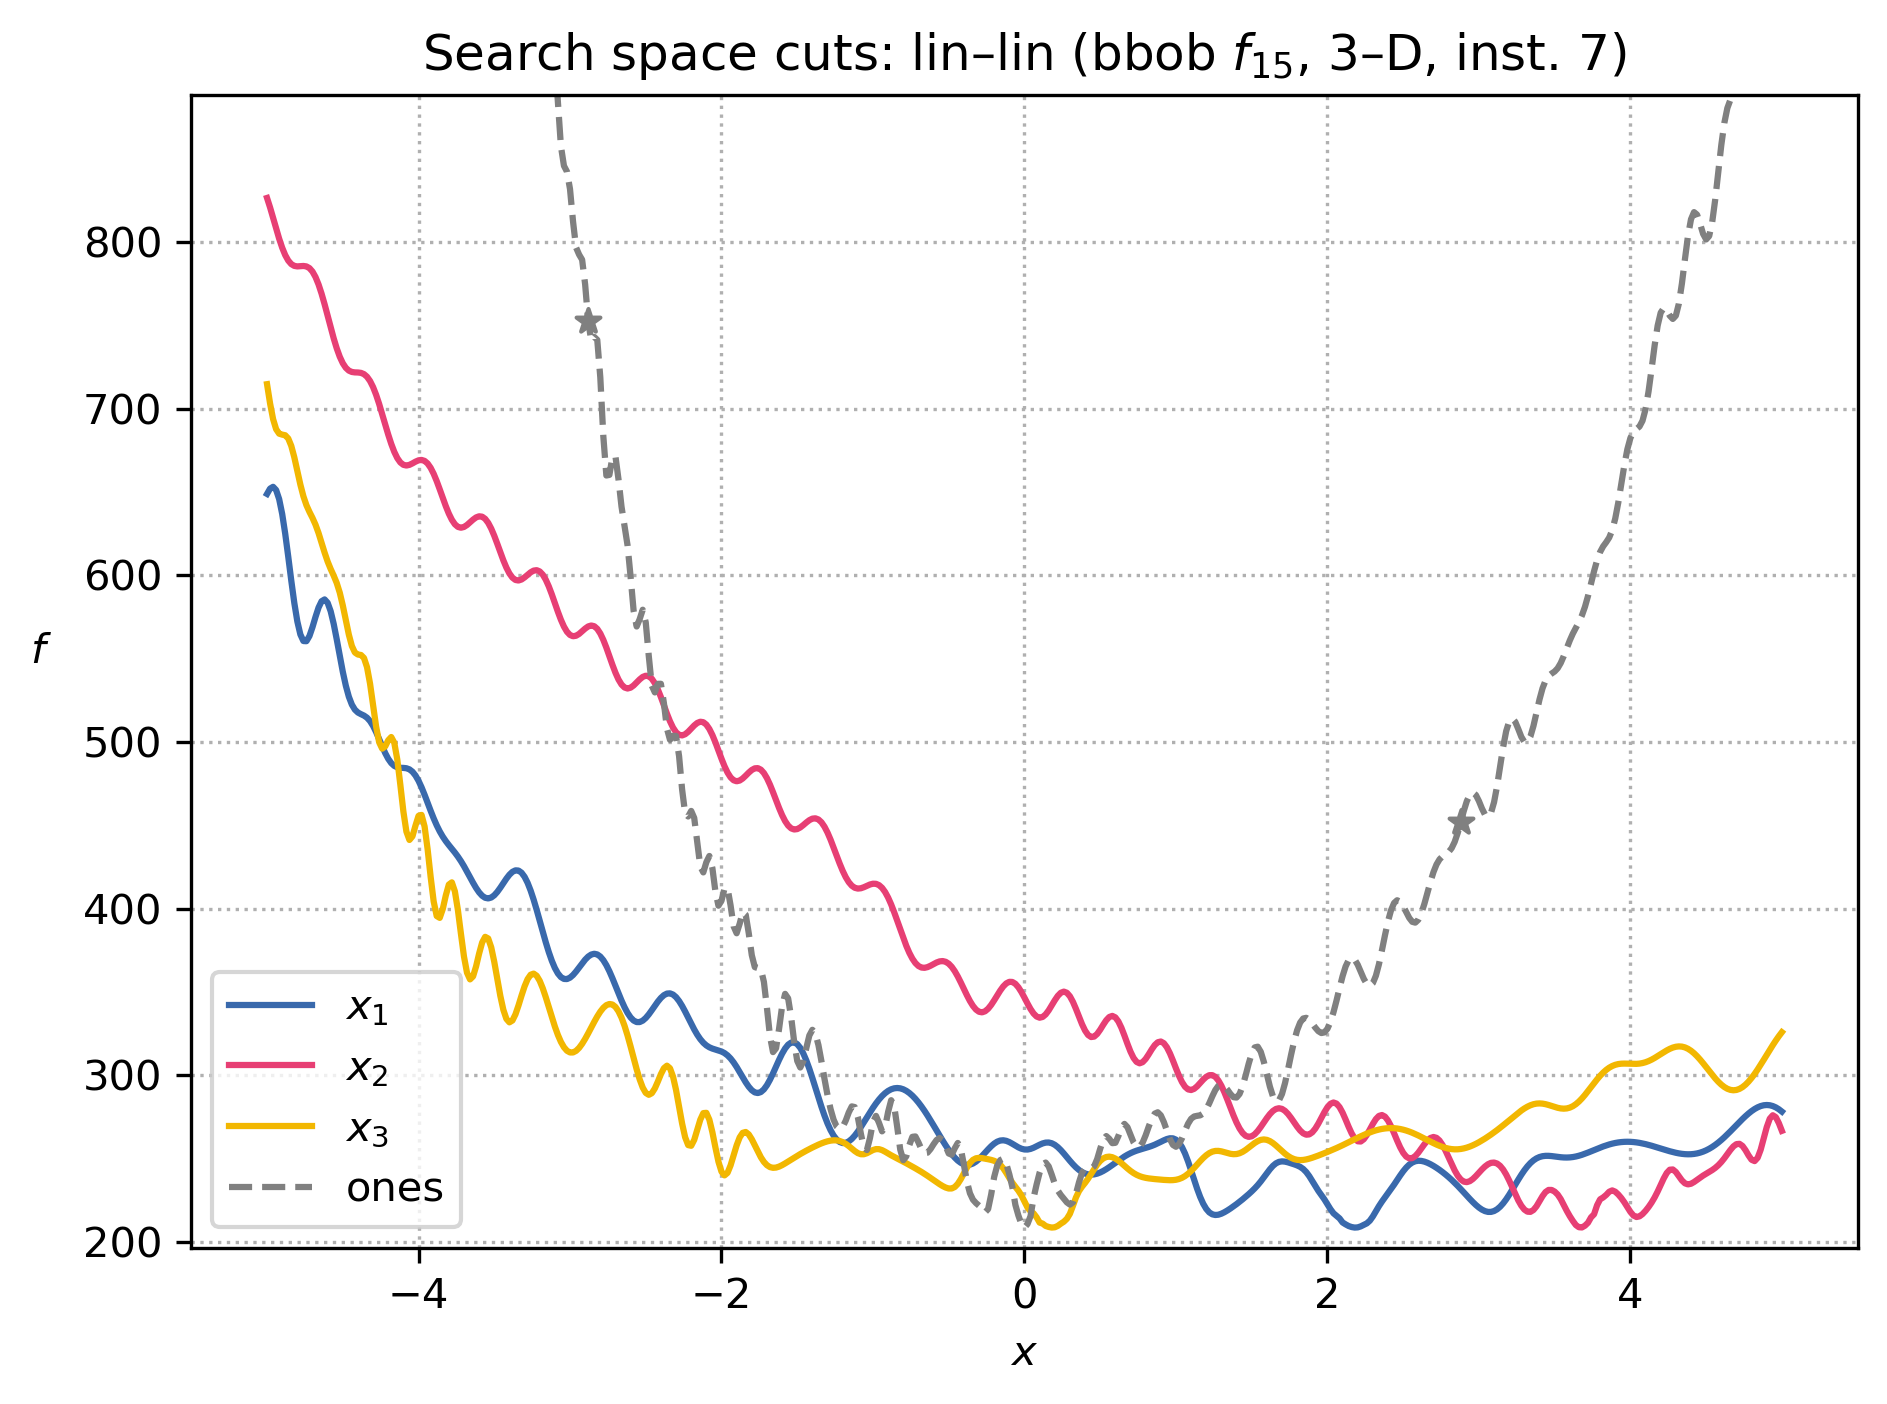 Search space cuts: lin–lin (bbob f₁₅, 3–D, inst. 7)
800
700
600
f
500
400
300
200
x₁
x₂
x₃
ones
−4 −2 0 2 4
x